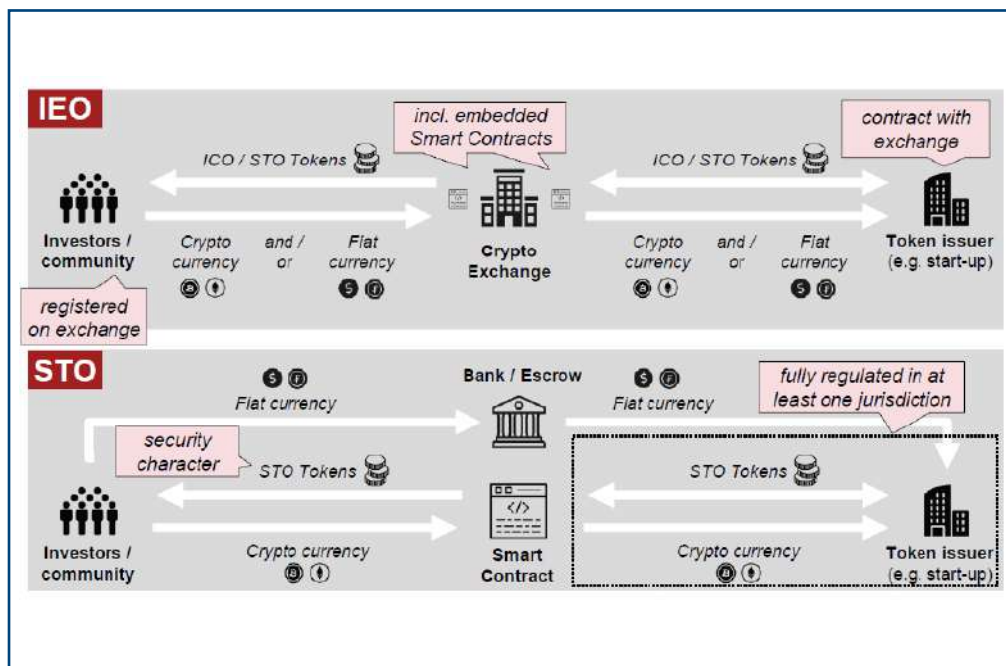 IEO
incl. embedded
Smart Contracts
contract with
exchange
ICO / STO Tokens
ICO / STO Tokens
Investors /
community
Crypto
currency
and /
or
Fiat
currency
Crypto
Exchange
Crypto
currency
and /
or
Fiat
currency
Token issuer
(e.g. start-up)
registered
on exchange
STO
Fiat currency
Bank / Escrow
Fiat currency
fully regulated in at
least one jurisdiction
security
character
STO Tokens
STO Tokens
Investors /
community
Crypto currency
Smart
Contract
Crypto currency
Token issuer
(e.g. start-up)